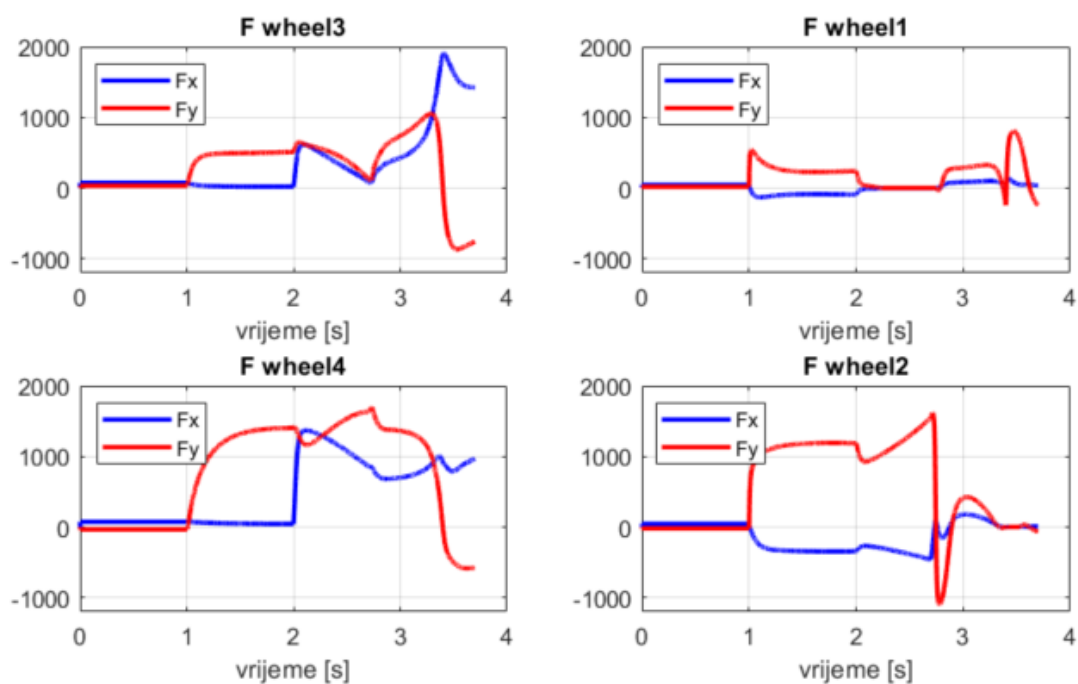 F wheel3
2000
1000
0
-1000
Fx
Fy
0 1 2 3 4
vrijeme [s]
F wheel1
2000
1000
0
-1000
Fx
Fy
0 1 2 3 4
vrijeme [s]
F wheel4
2000
1000
0
-1000
Fx
Fy
0 1 2 3 4
vrijeme [s]
F wheel2
2000
1000
0
-1000
Fx
Fy
0 1 2 3 4
vrijeme [s]